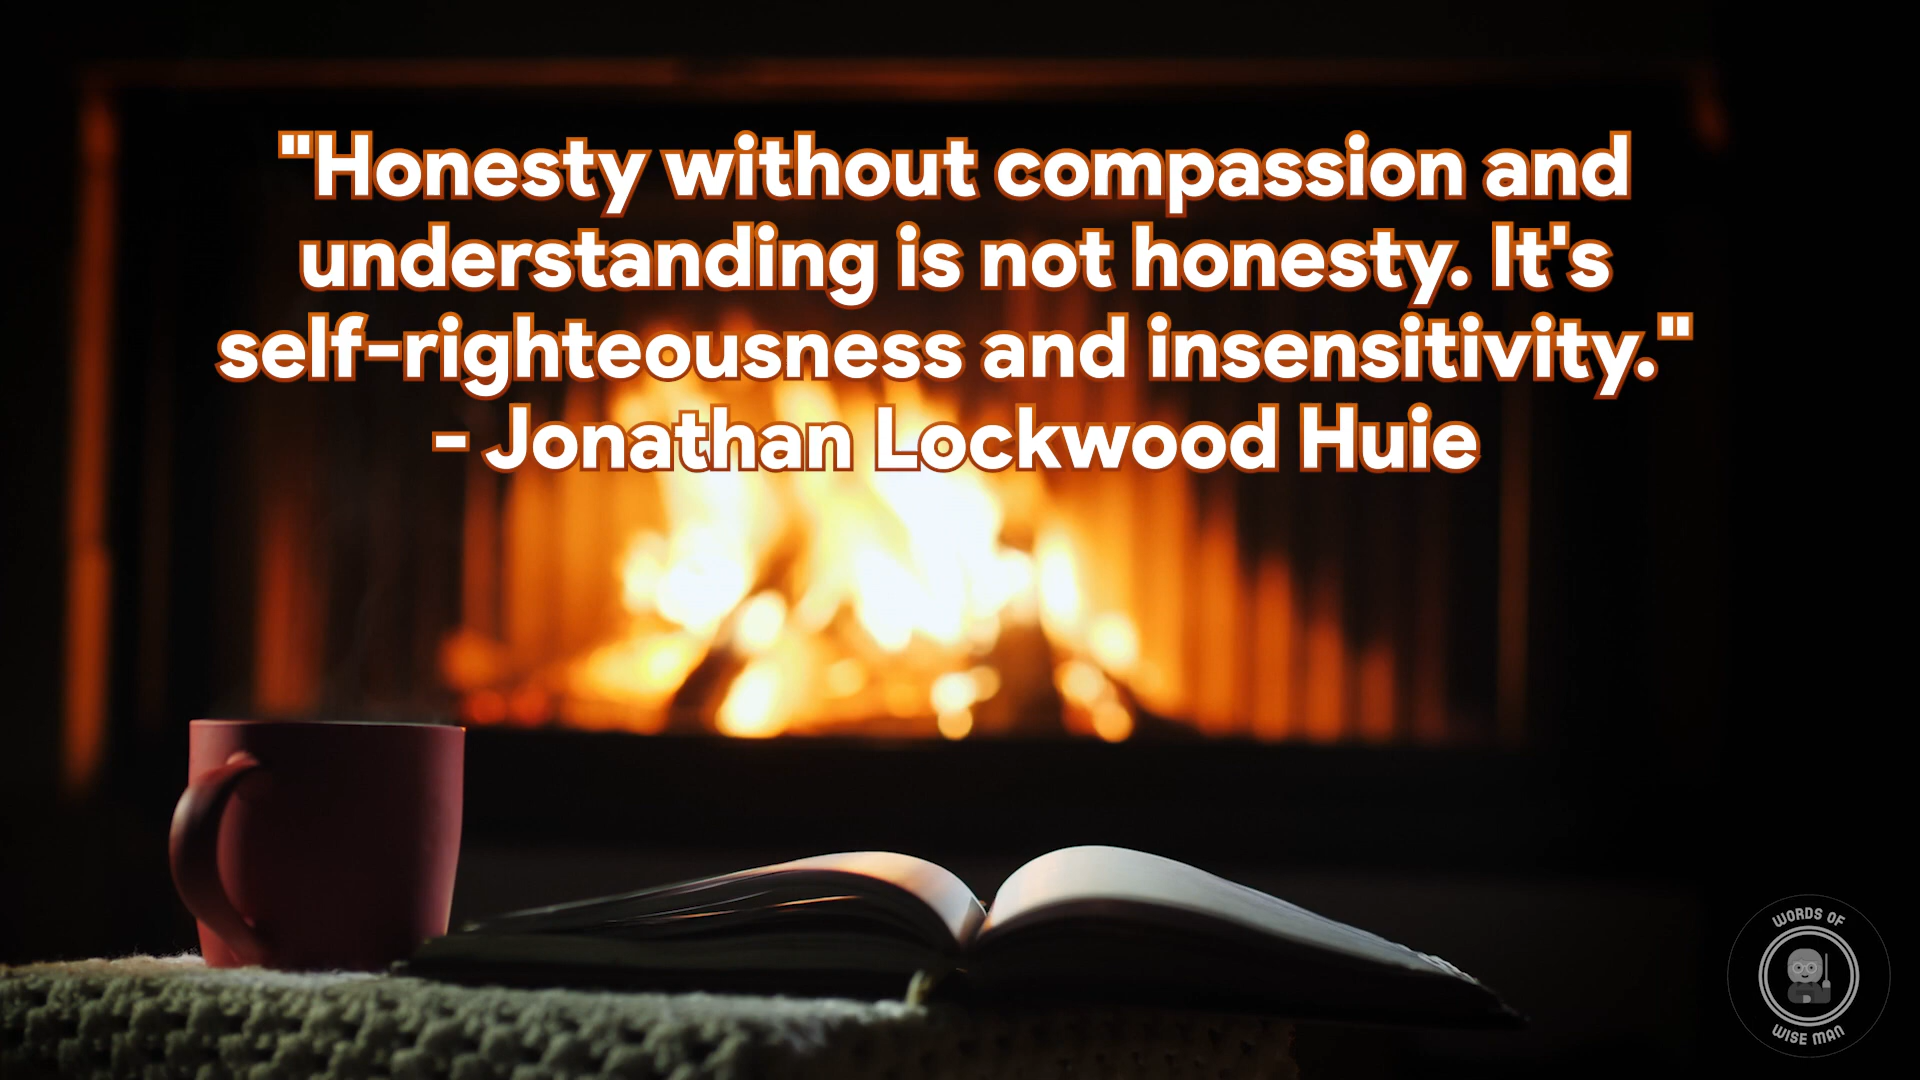 "Honesty without compassion and
understanding is not honesty. It's
self-righteousness and insensitivity."
- Jonathan Lockwood Huie
WORDS OF
WISE MAN